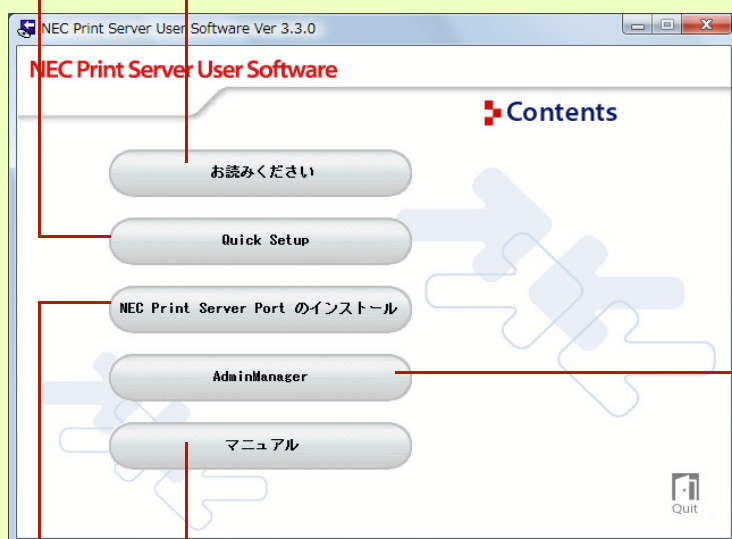 NEC Print Server User Software Ver 3.3.0
NEC Print Server User Software
Contents
お読みください
Quick Setup
NEC Print Server Port のインストール
AdminManager
マニュアル
Quit